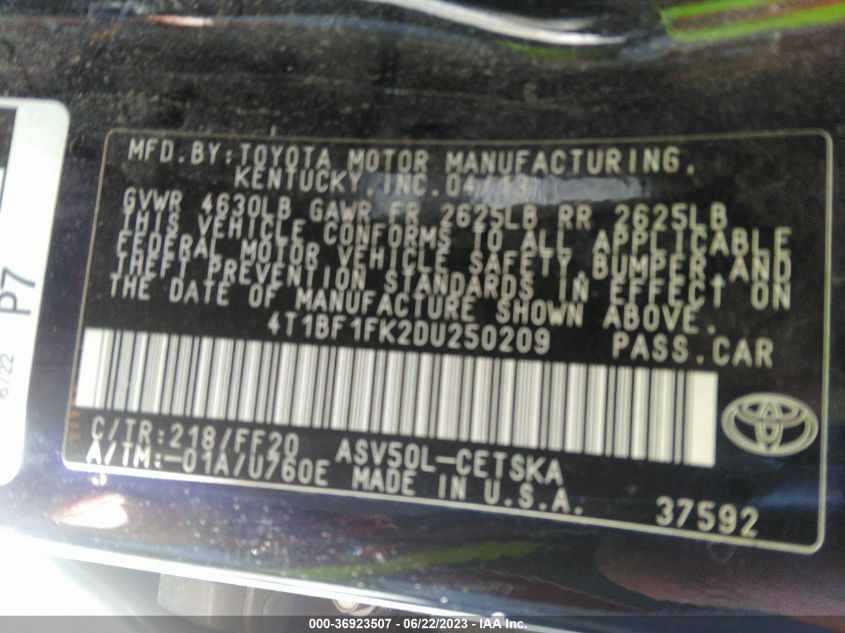 MFD.BY:TOYOTA MOTOR MANUFACTURING,
KENTUCKY, INC. 04/13
GVWR 4630LB GAWR FR 2625LB RR 2625LB
THIS VEHICLE CONFORMS TO ALL APPLICABLE
FEDERAL MOTOR VEHICLE SAFETY,BUMPER,AND
THEFT PREVENTION STANDARDS IN EFFECT ON
THE DATE OF MANUFACTURE SHOWN ABOVE.
4T1BF1FK2DU250209 PASS.CAR
C/TR:218/FF20 ASV50L-CETSKA
A/TM:-01A/U760E MADE IN U.S.A.
37592
P7
000-36923507 - 06/22/2023 - IAA Inc.